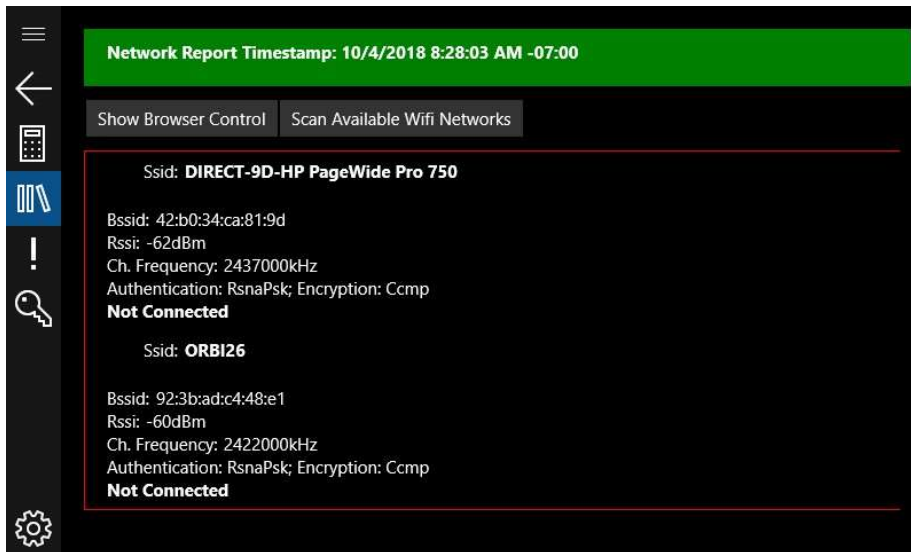 Network Report Timestamp: 10/4/2018 8:28:03 AM -07:00
Show Browser Control Scan Available Wifi Networks
Ssid: DIRECT-9D-HP PageWide Pro 750
Bssid: 42:b0:34:ca:81:9d
Rssi: -62dBm
Ch. Frequency: 2437000kHz
Authentication: RsnaPsk; Encryption: Ccmp
Not Connected
Ssid: ORBI26
Bssid: 92:3b:ad:c4:48:e1
Rssi: -60dBm
Ch. Frequency: 2422000kHz
Authentication: RsnaPsk; Encryption: Ccmp
Not Connected